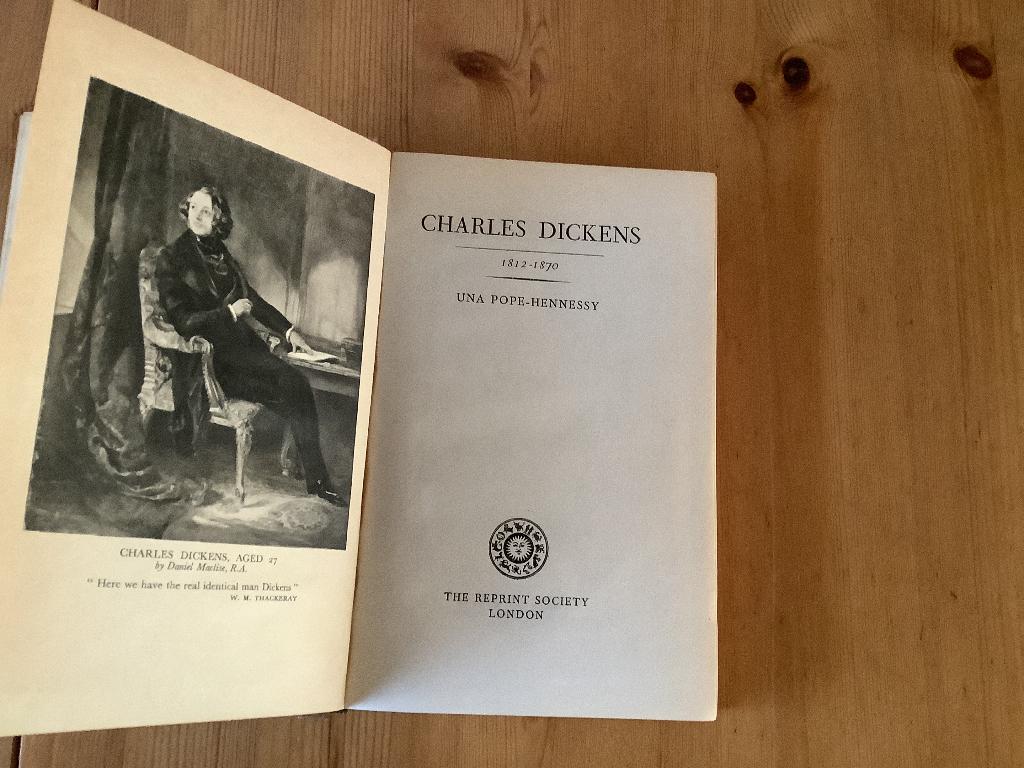 CHARLES DICKENS, AGED 27
by Daniel Maclise, R.A.
" Here we have the real identical man Dickens "
W. M. THACKERAY
CHARLES DICKENS
1812-1870
UNA POPE-HENNESSY
THE REPRINT SOCIETY
LONDON